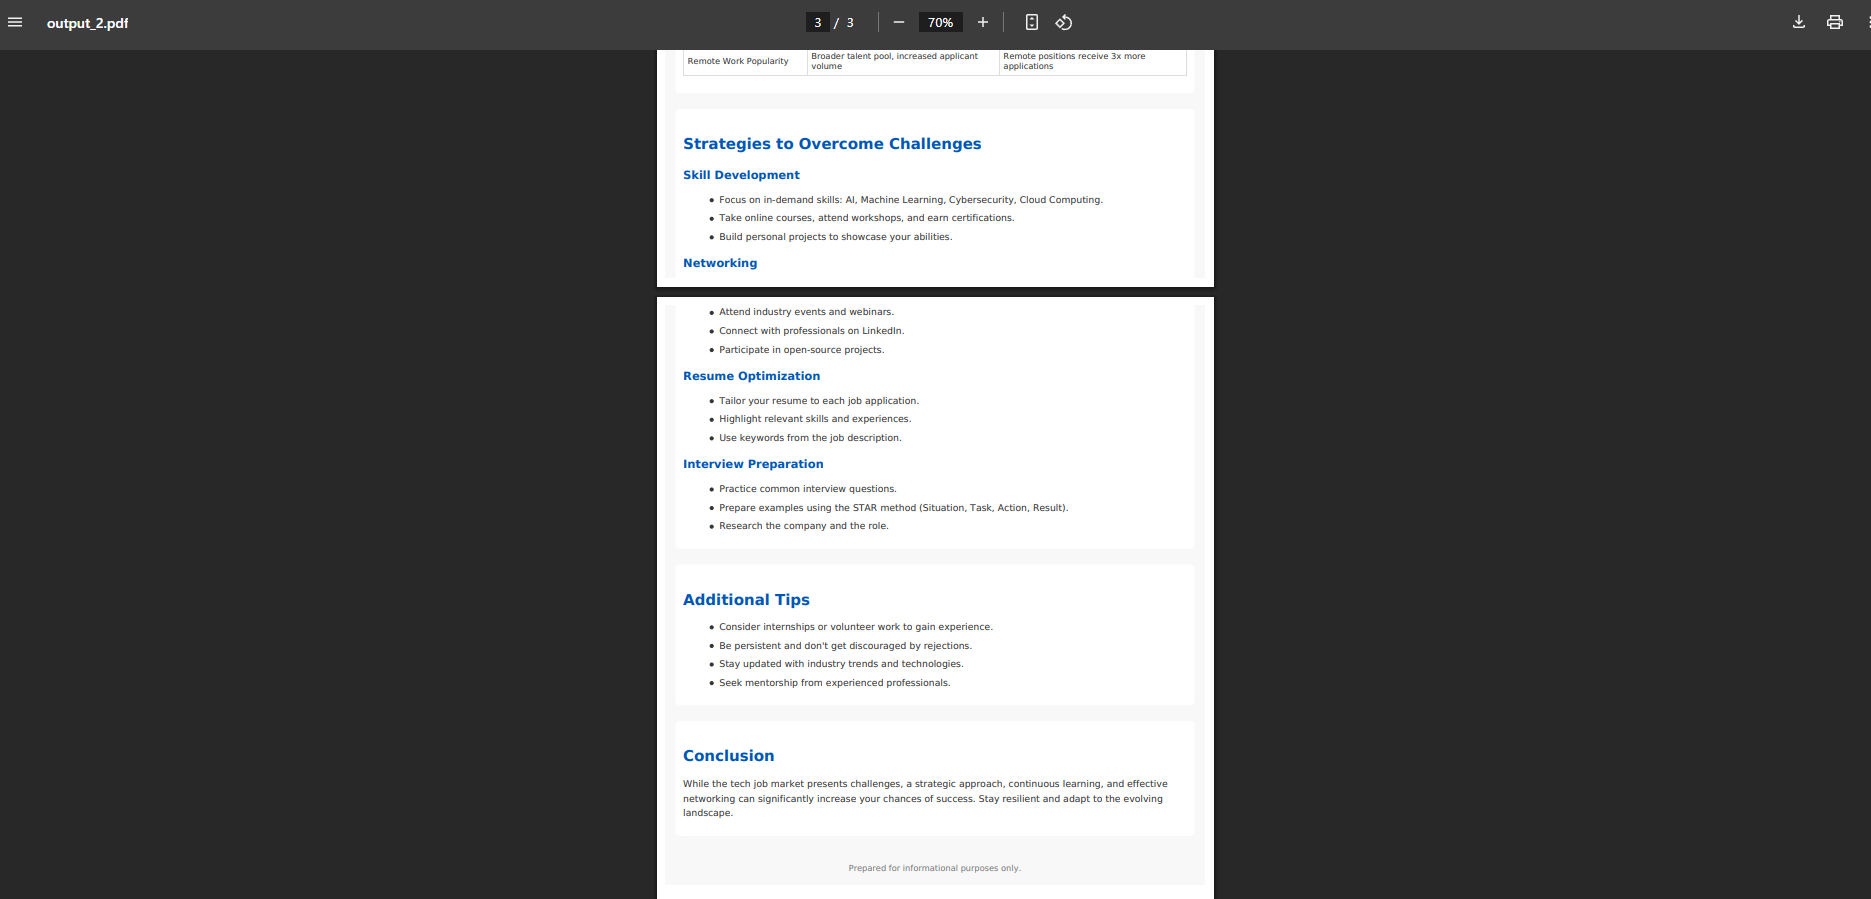 output_2.pdf
3 / 3
70%
Remote Work Popularity
Broader talent pool, increased applicant
volume
Remote positions receive 3x more
applications
Strategies to Overcome Challenges
Skill Development
● Focus on in-demand skills: AI, Machine Learning, Cybersecurity, Cloud Computing.
● Take online courses, attend workshops, and earn certifications.
● Build personal projects to showcase your abilities.
Networking
● Attend industry events and webinars.
● Connect with professionals on LinkedIn.
● Participate in open-source projects.
Resume Optimization
● Tailor your resume to each job application.
● Highlight relevant skills and experiences.
● Use keywords from the job description.
Interview Preparation
● Practice common interview questions.
● Prepare examples using the STAR method (Situation, Task, Action, Result).
● Research the company and the role.
Additional Tips
● Consider internships or volunteer work to gain experience.
● Be persistent and don't get discouraged by rejections.
● Stay updated with industry trends and technologies.
● Seek mentorship from experienced professionals.
Conclusion
While the tech job market presents challenges, a strategic approach, continuous learning, and effective
networking can significantly increase your chances of success. Stay resilient and adapt to the evolving
landscape.
Prepared for informational purposes only.